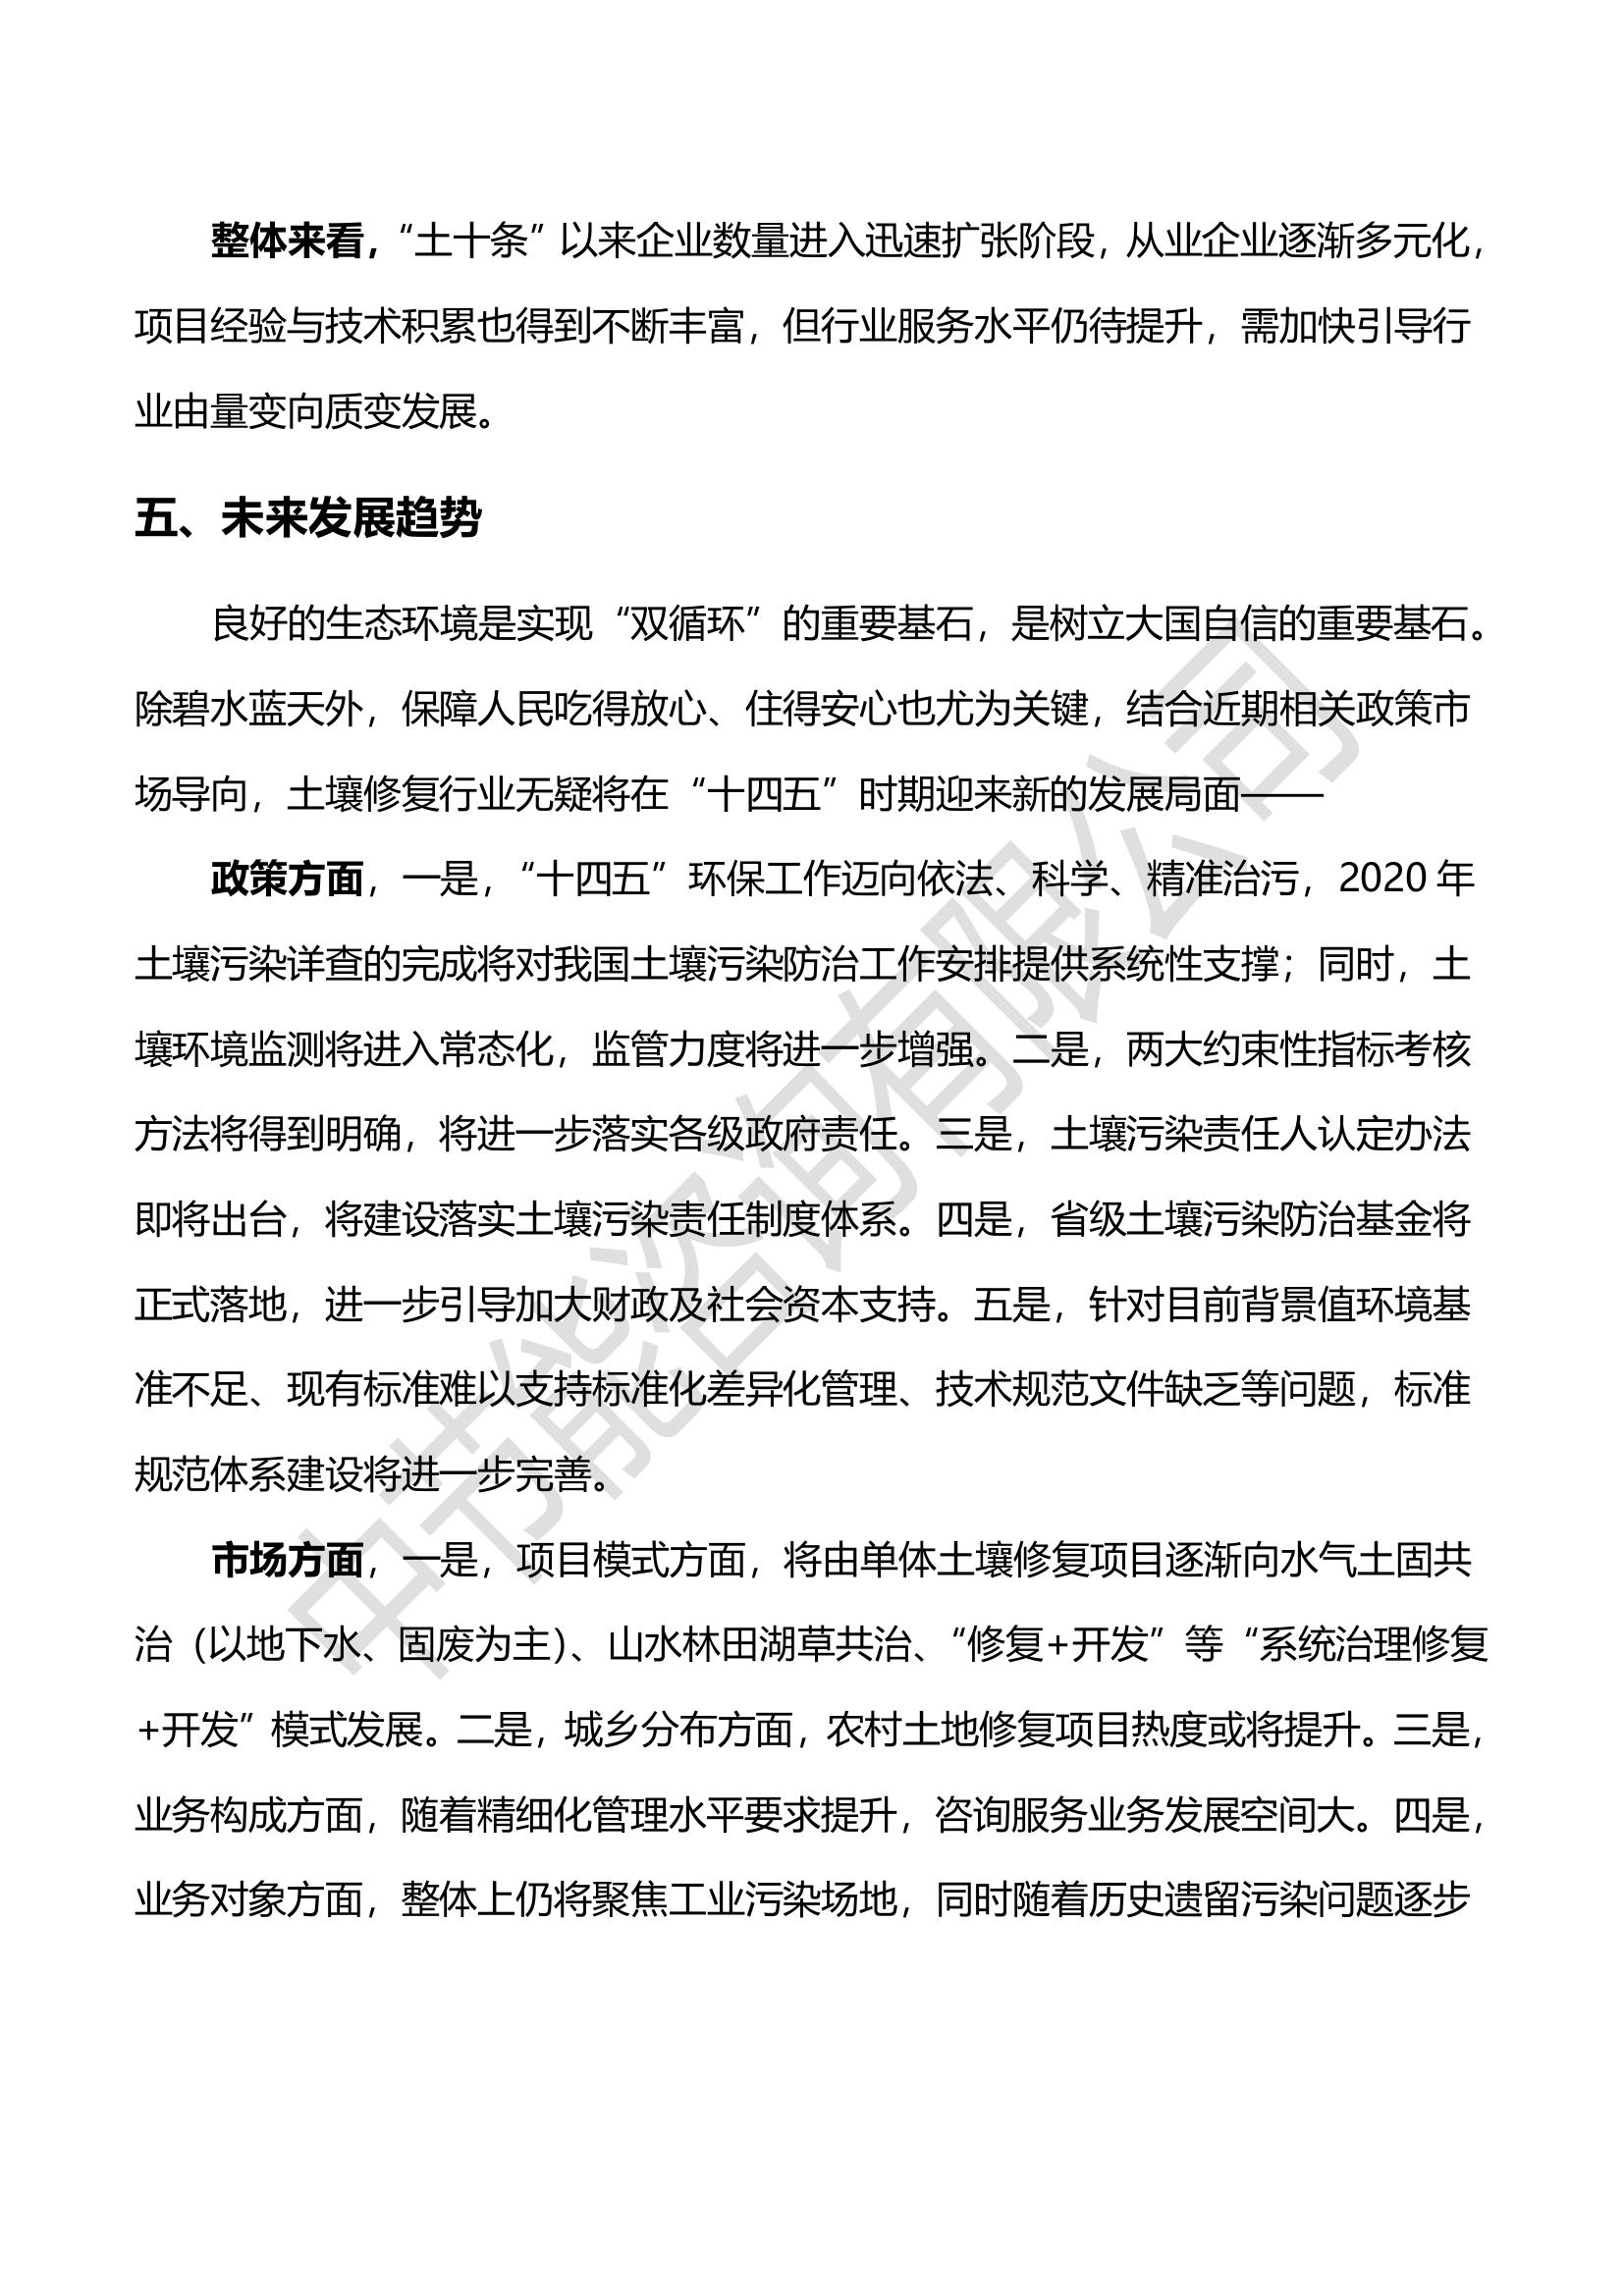 整体来看，“土十条”以来企业数量进入迅速扩张阶段，从业企业逐渐多元化，
项目经验与技术积累也得到不断丰富，但行业服务水平仍待提升，需加快引导行
业由量变向质变发展。
五、未来发展趋势
良好的生态环境是实现“双循环”的重要基石，是树立大国自信的重要基石。
除碧水蓝天外，保障人民吃得放心、住得安心也尤为关键，结合近期相关政策市
场导向，土壤修复行业无疑将在“十四五”时期迎来新的发展局面——
政策方面，一是，“十四五”环保工作迈向依法、科学、精准治污，2020 年
土壤污染详查的完成将对我国土壤污染防治工作安排提供系统性支撑；同时，土
壤环境监测将进入常态化，监管力度将进一步增强。二是，两大约束性指标考核
方法将得到明确，将进一步落实各级政府责任。三是，土壤污染责任人认定办法
即将出台，将建设落实土壤污染责任制度体系。四是，省级土壤污染防治基金将
正式落地，进一步引导加大财政及社会资本支持。五是，针对目前背景值环境基
准不足、现有标准难以支持标准化差异化管理、技术规范文件缺乏等问题，标准
规范体系建设将进一步完善。
市场方面，一是，项目模式方面，将由单体土壤修复项目逐渐向水气土固共
治（以地下水、固废为主）、山水林田湖草共治、“修复+开发”等“系统治理修复
+开发”模式发展。二是，城乡分布方面，农村土地修复项目热度或将提升。三是，
业务构成方面，随着精细化管理水平要求提升，咨询服务业务发展空间大。四是，
业务对象方面，整体上仍将聚焦工业污染场地，同时随着历史遗留污染问题逐步
中节能咨询有限公司